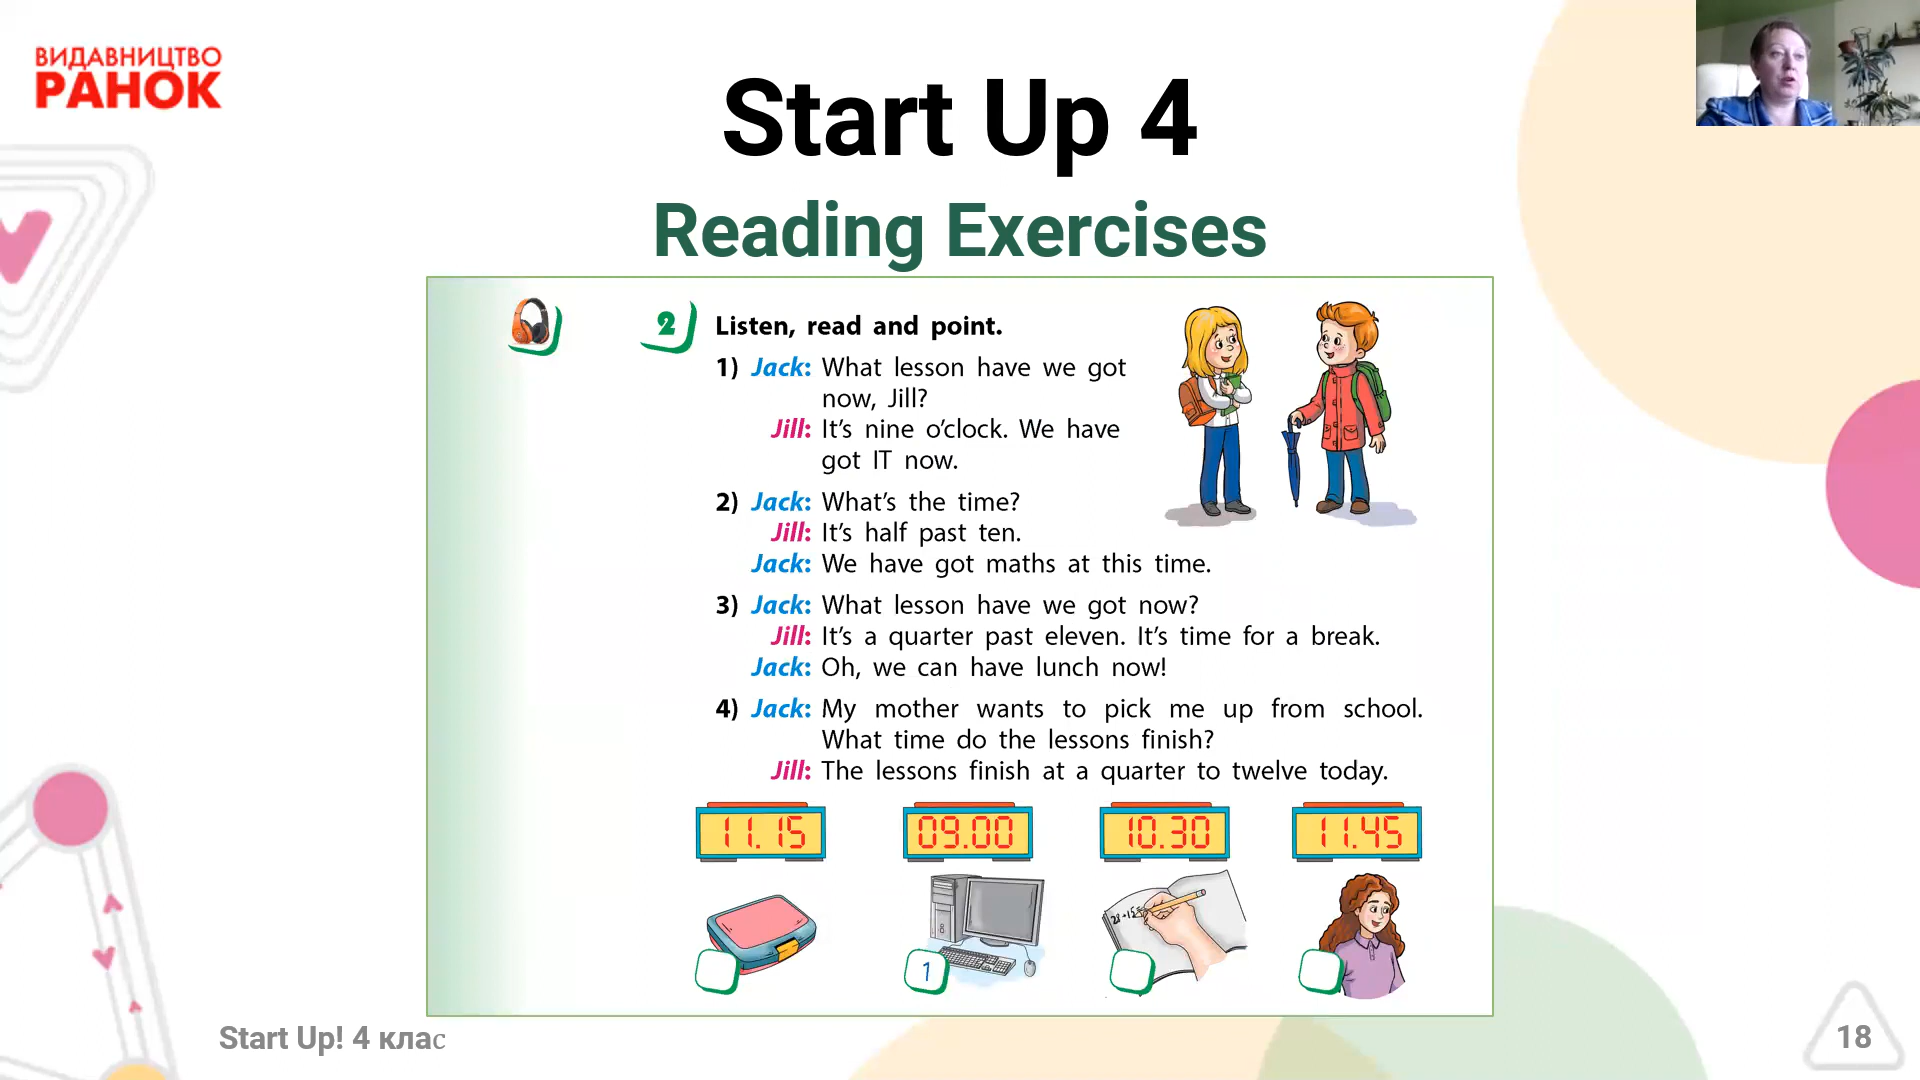 ВИДАВНИЦТВО
РАНОК
Start Up 4
Reading Exercises
2 Listen, read and point.
1) Jack: What lesson have we got
now, Jill?
Jill: It’s nine o’clock. We have
got IT now.
2) Jack: What’s the time?
Jill: It’s half past ten.
Jack: We have got maths at this time.
3) Jack: What lesson have we got now?
Jill: It’s a quarter past eleven. It’s time for a break.
Jack: Oh, we can have lunch now!
4) Jack: My mother wants to pick me up from school.
What time do the lessons finish?
Jill: The lessons finish at a quarter to twelve today.
11.15 09.00 10.30 11.45
1
Start Up! 4 клас
18